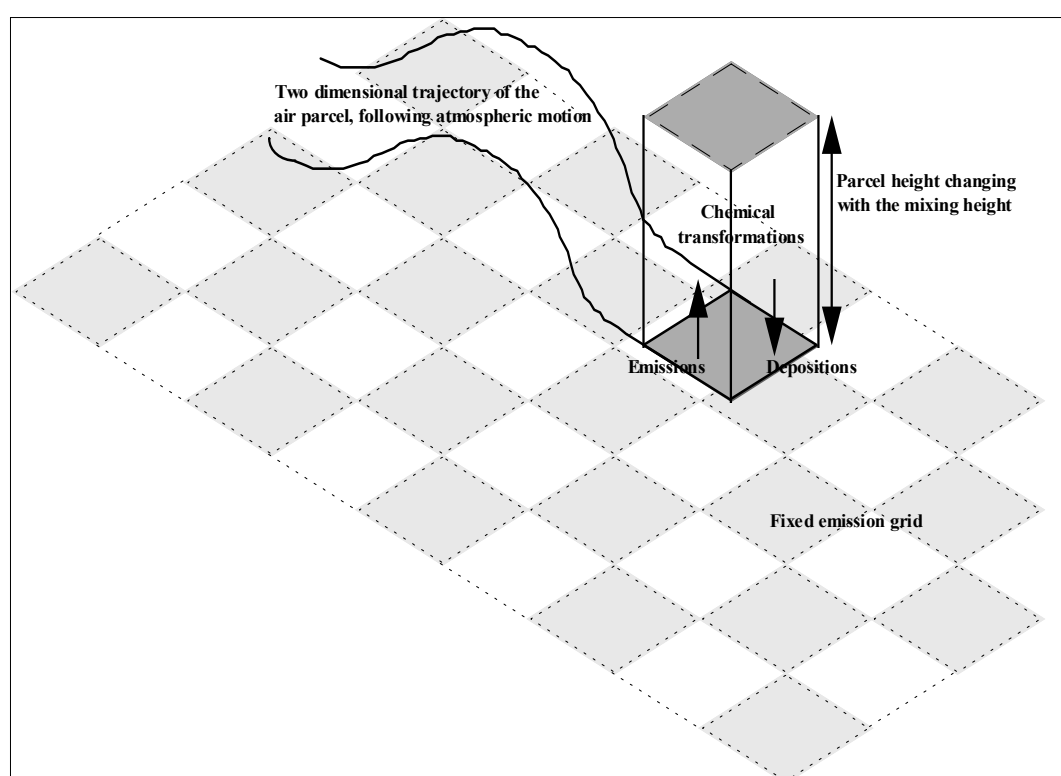 Two dimensional trajectory of the
air parcel, following atmospheric motion
Parcel height changing
with the mixing height
Chemical
transformations
Emissions
Depositions
Fixed emission grid